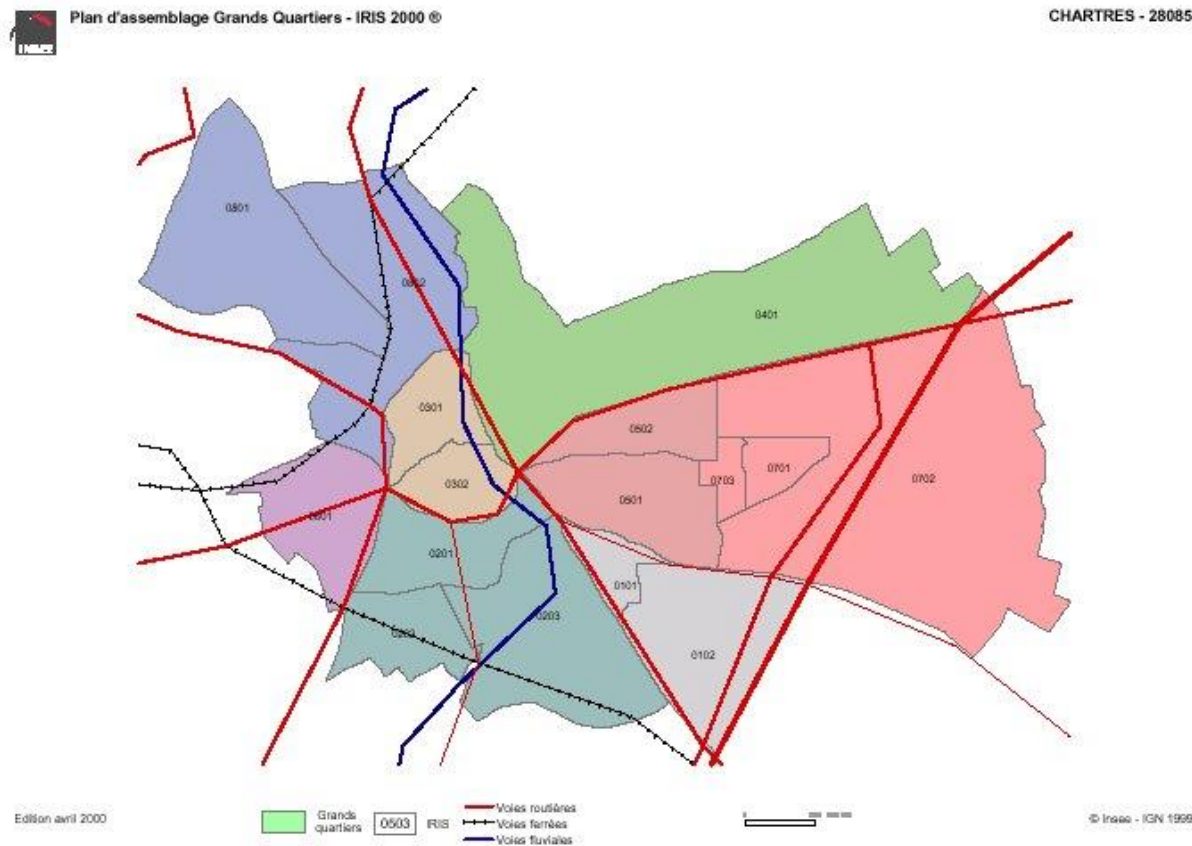 Plan d'assemblage Grands Quartiers - IRIS 2000 ®
CHARTRES - 28085
0801
0802
0401
0301
0502
0302
0703
0701
0702
0501
0201
0101
0203
0102
Edition avril 2000
Grands
quartiers
0503
IRIS
Voies routières
Voies ferrées
Voies fluviales
© Insee - IGN 1999